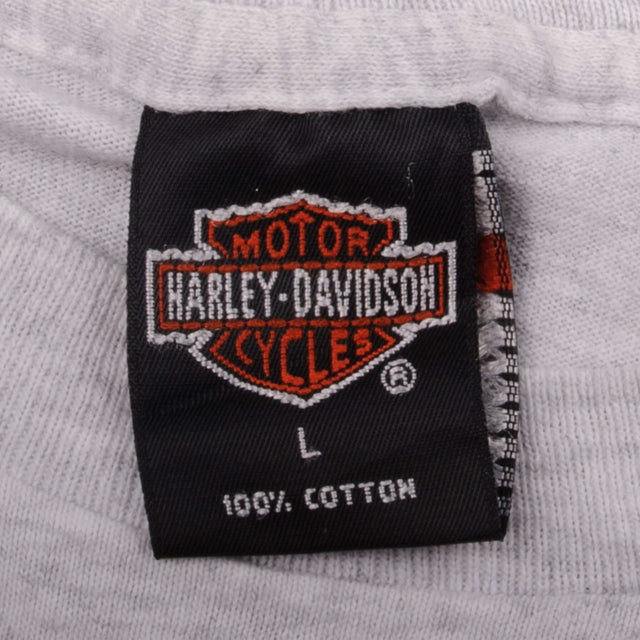 MOTOR
HARLEY-DAVIDSON
CYCLES
®
L
100% COTTON